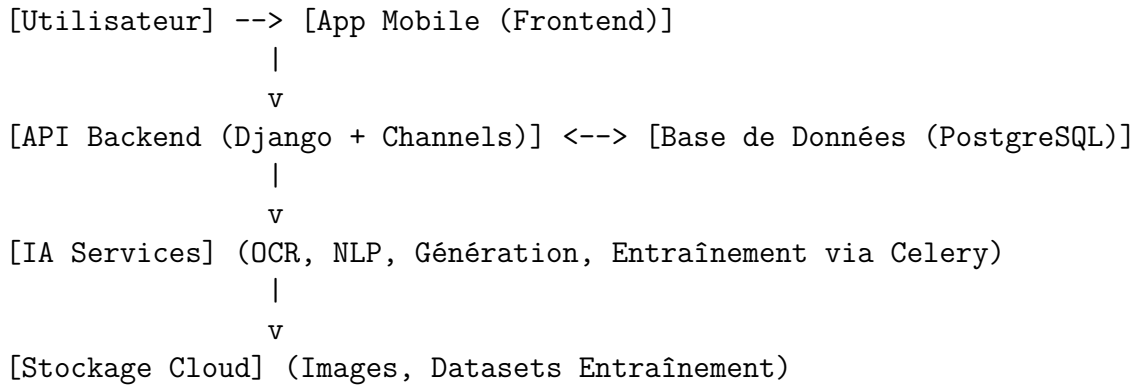 [Utilisateur] --> [App Mobile (Frontend)]
|
v
[API Backend (Django + Channels)] <--> [Base de Données (PostgreSQL)]
|
v
[IA Services] (OCR, NLP, Génération, Entraînement via Celery)
|
v
[Stockage Cloud] (Images, Datasets Entraînement)